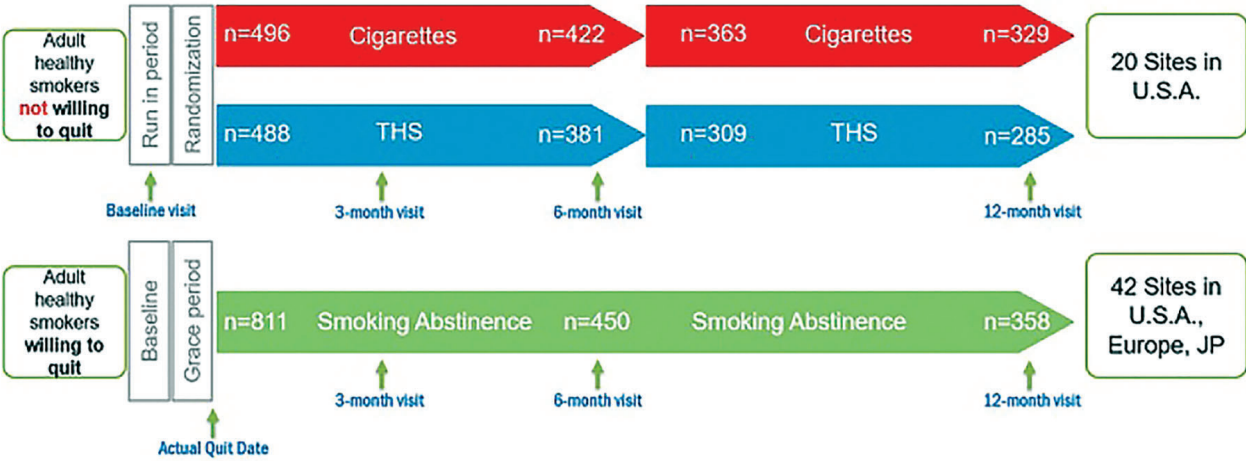 Adult
healthy
smokers
not willing
to quit
Run in period
Randomization
n=496 Cigarettes n=422
n=363 Cigarettes n=329
20 Sites in
U.S.A.
n=488 THS n=381
n=309 THS n=285
Baseline visit
3-month visit
6-month visit
12-month visit
Adult
healthy
smokers
willing to
quit
Baseline
Grace period
n=811 Smoking Abstinence n=450 Smoking Abstinence n=358
42 Sites in
U.S.A.,
Europe, JP
3-month visit
6-month visit
12-month visit
Actual Quit Date